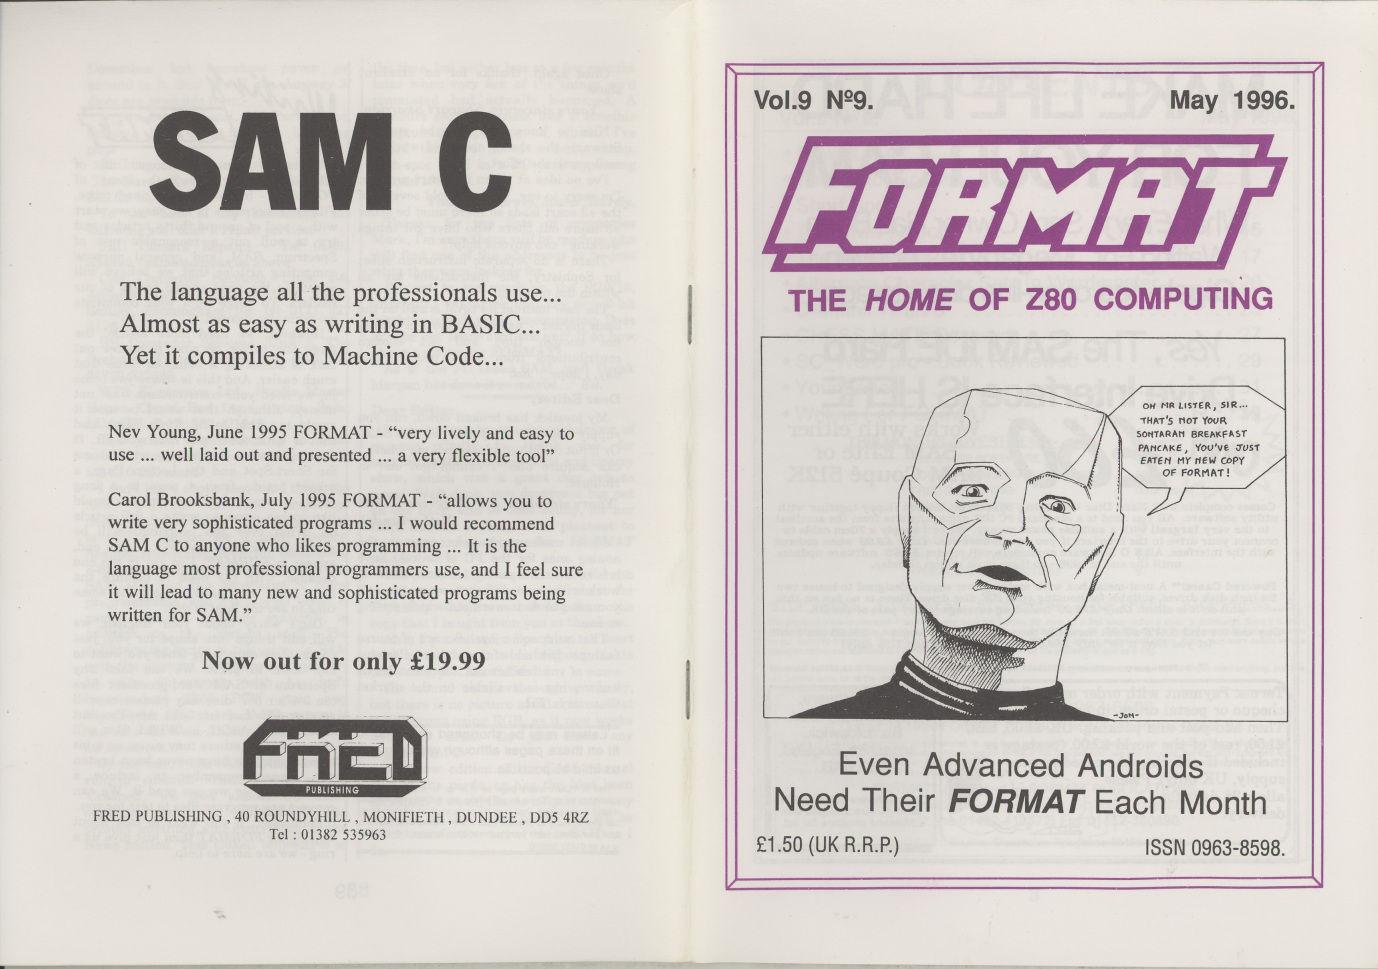 SAM C
The language all the professionals use...
Almost as easy as writing in BASIC...
Yet it compiles to Machine Code...
Nev Young, June 1995 FORMAT - “very lively and easy to
use ... well laid out and presented ... a very flexible tool”
Carol Brooksbank, July 1995 FORMAT - “allows you to
write very sophisticated programs ... I would recommend
SAM C to anyone who likes programming ... It is the
language most professional programmers use, and I feel sure
it will lead to many new and sophisticated programs being
written for SAM.”
Now out for only £19.99
FRED
PUBLISHING
FRED PUBLISHING , 40 ROUNDYHILL , MONIFIETH , DUNDEE , DD5 4RZ
Tel : 01382 535963
Vol.9 Nº9. May 1996.
FORMAT
THE HOME OF Z80 COMPUTING
OH MR LISTER, SIR...
THAT'S NOT YOUR
SONTARAN BREAKFAST
PANCAKE, YOU'VE JUST
EATEN MY NEW COPY
OF FORMAT!
-JOH-
Even Advanced Androids
Need Their FORMAT Each Month
£1.50 (UK R.R.P.) ISSN 0963-8598.